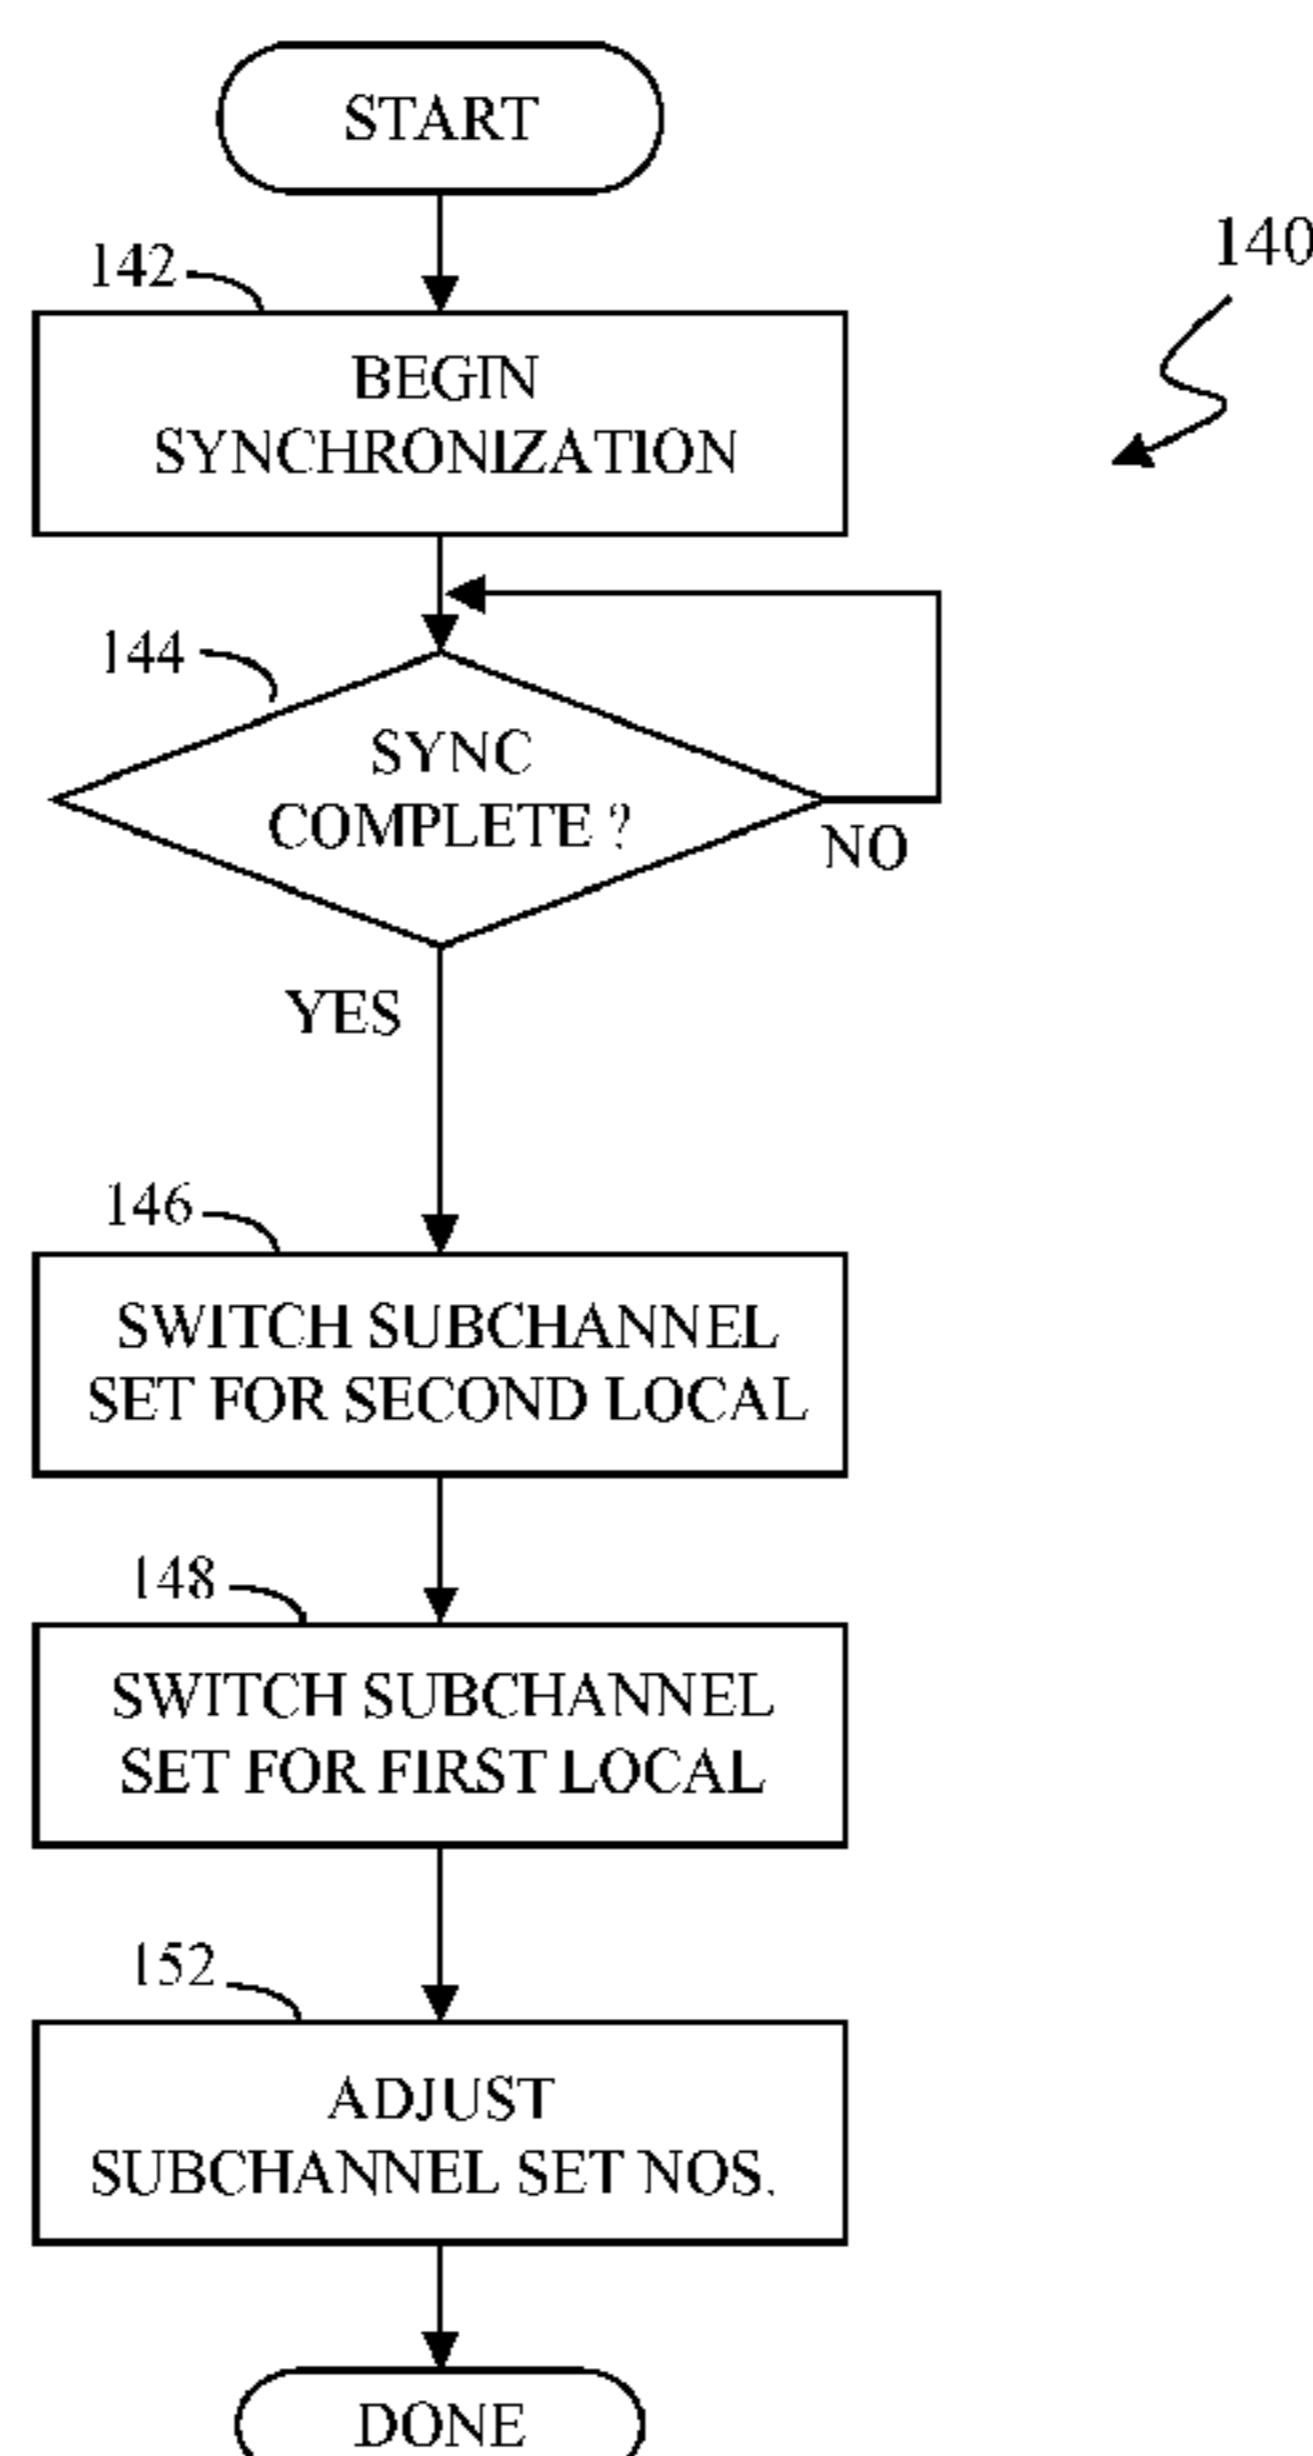 START
142
140
BEGIN
SYNCHRONIZATION
144
SYNC
COMPLETE ?
NO
YES
146
SWITCH SUBCHANNEL
SET FOR SECOND LOCAL
148
SWITCH SUBCHANNEL
SET FOR FIRST LOCAL
152
ADJUST
SUBCHANNEL SET NOS.
DONE